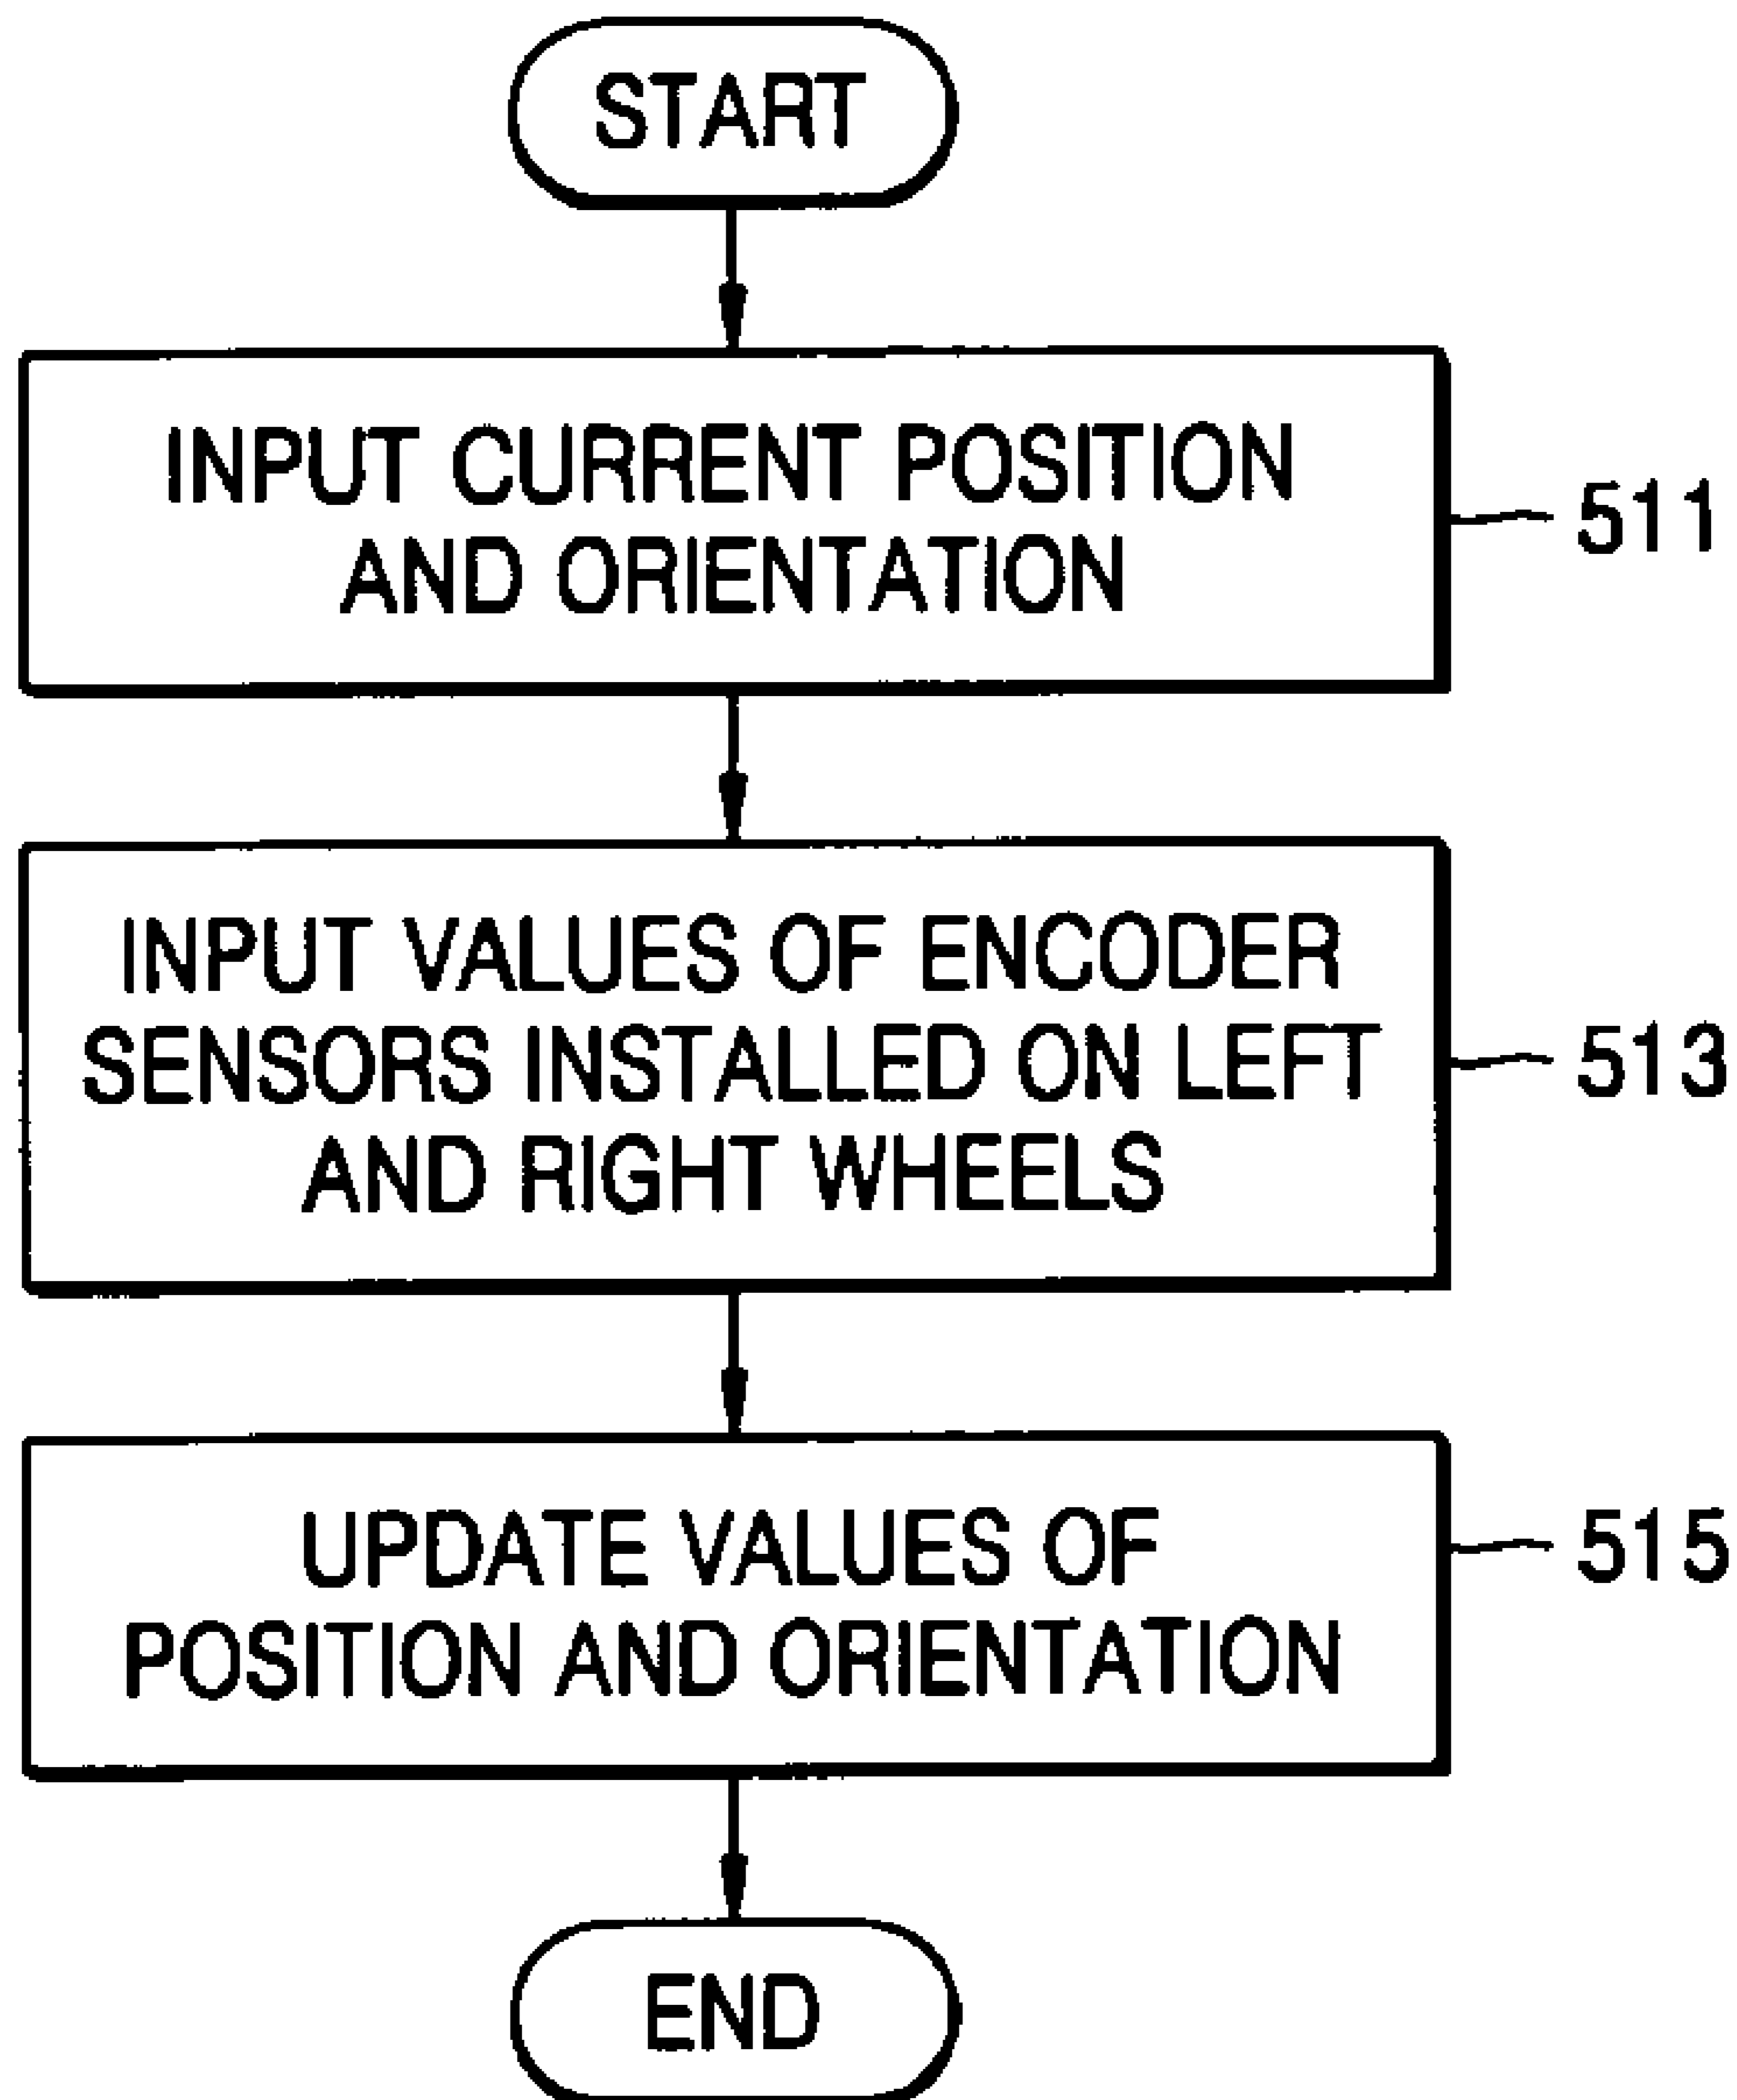 START
INPUT CURRENT POSITION
AND ORIENTATION
511
INPUT VALUES OF ENCODER
SENSORS INSTALLED ON LEFT
AND RIGHT WHEELS
513
UPDATE VALUES OF
POSITION AND ORIENTATION
515
END